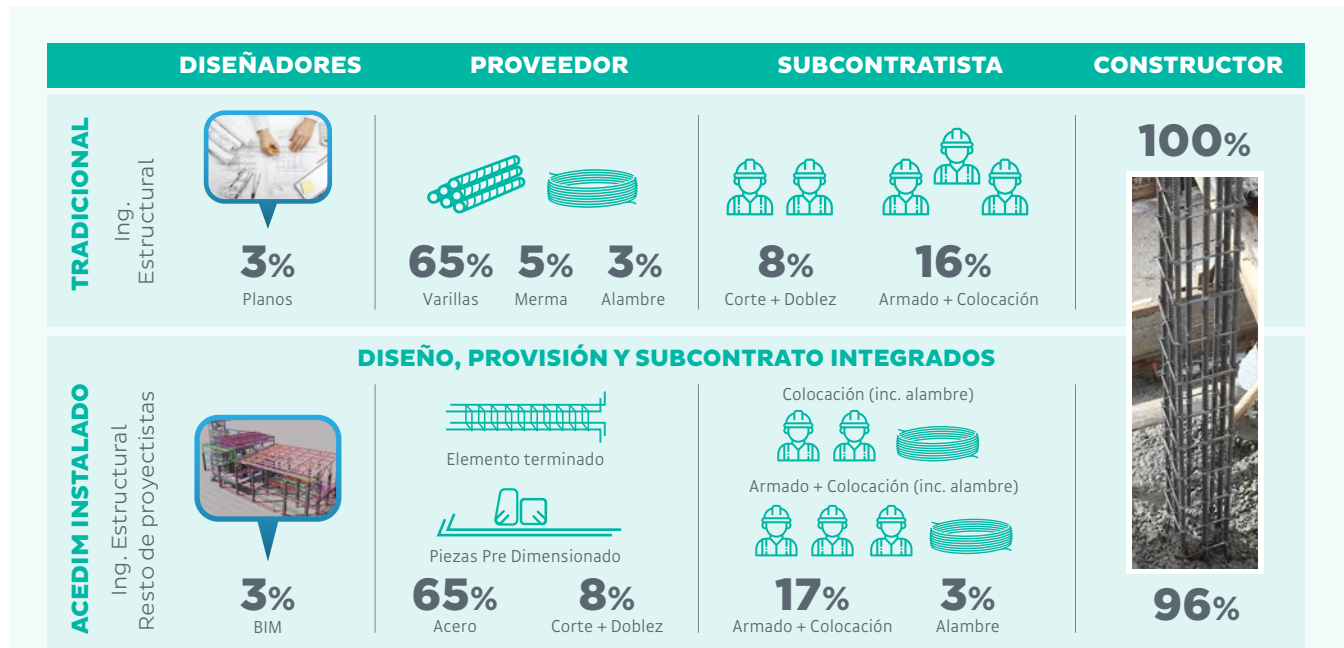 DISEÑADORES PROVEEDOR SUBCONTRATISTA CONSTRUCTOR
TRADICIONAL
Ing.
Estructural
3%
Planos
65% 5% 3%
Varillas Merma Alambre
8% 16%
Corte + Doblez Armado + Colocación
100%
DISEÑO, PROVISIÓN Y SUBCONTRATO INTEGRADOS
ACEDIM INSTALADO
Ing. Estructural
Resto de proyectistas
3%
BIM
Elemento terminado
Piezas Pre Dimensionado
65% 8%
Acero Corte + Doblez
Colocación (inc. alambre)
Armado + Colocación (inc. alambre)
17% 3%
Armado + Colocación Alambre
96%